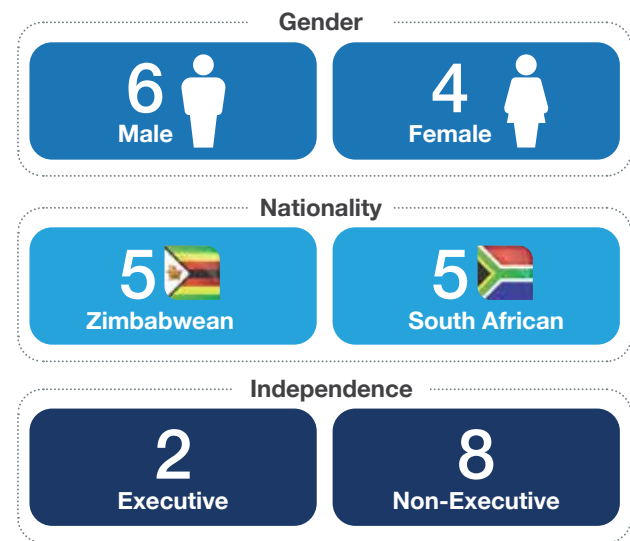 Gender
6
Male
4
Female
Nationality
5
Zimbabwean
5
South African
Independence
2
Executive
8
Non-Executive